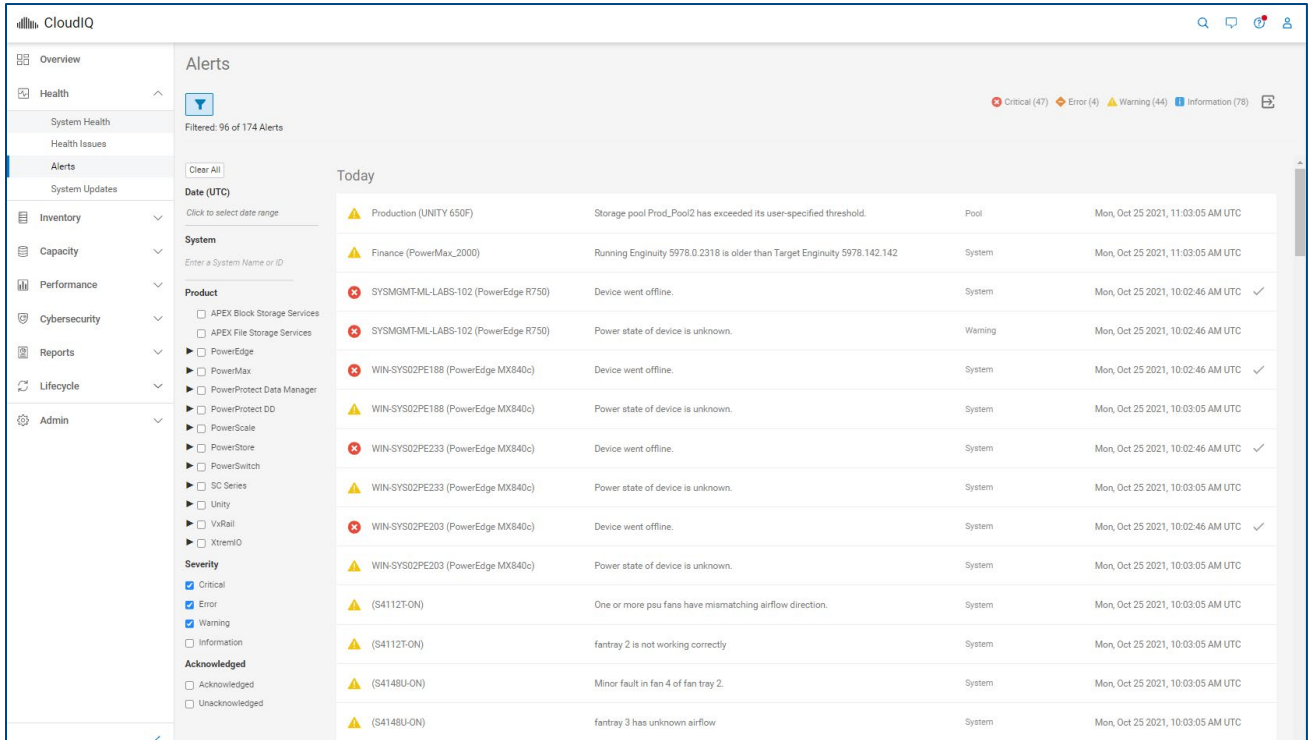 CloudIQ
Overview
Health
System Health
Health Issues
Alerts
System Updates
Inventory
Capacity
Performance
Cybersecurity
Reports
Lifecycle
Admin
Alerts
Critical (47) Error (4) Warning (44) Information (78)
Filtered: 96 of 174 Alerts
Clear All
Date (UTC)
Click to select date range
System
Enter a System Name or ID
Product
APEX Block Storage Services
APEX File Storage Services
PowerEdge
PowerMax
PowerProtect Data Manager
PowerProtect DD
PowerScale
PowerStore
PowerSwitch
SC Series
Unity
VxRail
XtremIO
Severity
Critical
Error
Warning
Information
Acknowledged
Acknowledged
Unacknowledged
Today
Production (UNITY 650F) Storage pool Prod_Pool2 has exceeded its user-specified threshold. Pool Mon, Oct 25 2021, 11:03:05 AM UTC
Finance (PowerMax_2000) Running Enginuity 5978.0.2318 is older than Target Enginuity 5978.142.142 System Mon, Oct 25 2021, 11:03:05 AM UTC
SYSMGMT-ML-LABS-102 (PowerEdge R750) Device went offline. System Mon, Oct 25 2021, 10:02:46 AM UTC
SYSMGMT-ML-LABS-102 (PowerEdge R750) Power state of device is unknown. Warning Mon, Oct 25 2021, 10:02:46 AM UTC
WIN-SYS02PE188 (PowerEdge MX840c) Device went offline. System Mon, Oct 25 2021, 10:02:46 AM UTC
WIN-SYS02PE188 (PowerEdge MX840c) Power state of device is unknown. System Mon, Oct 25 2021, 10:03:05 AM UTC
WIN-SYS02PE233 (PowerEdge MX840c) Device went offline. System Mon, Oct 25 2021, 10:02:46 AM UTC
WIN-SYS02PE233 (PowerEdge MX840c) Power state of device is unknown. System Mon, Oct 25 2021, 10:03:05 AM UTC
WIN-SYS02PE203 (PowerEdge MX840c) Device went offline. System Mon, Oct 25 2021, 10:02:46 AM UTC
WIN-SYS02PE203 (PowerEdge MX840c) Power state of device is unknown. System Mon, Oct 25 2021, 10:03:05 AM UTC
(S4112T-ON) One or more psu fans have mismatching airflow direction. System Mon, Oct 25 2021, 10:03:05 AM UTC
(S4112T-ON) fantray 2 is not working correctly System Mon, Oct 25 2021, 10:03:05 AM UTC
(S4148U-ON) Minor fault in fan 4 of fan tray 2. System Mon, Oct 25 2021, 10:03:05 AM UTC
(S4148U-ON) fantray 3 has unknown airflow System Mon, Oct 25 2021, 10:03:05 AM UTC